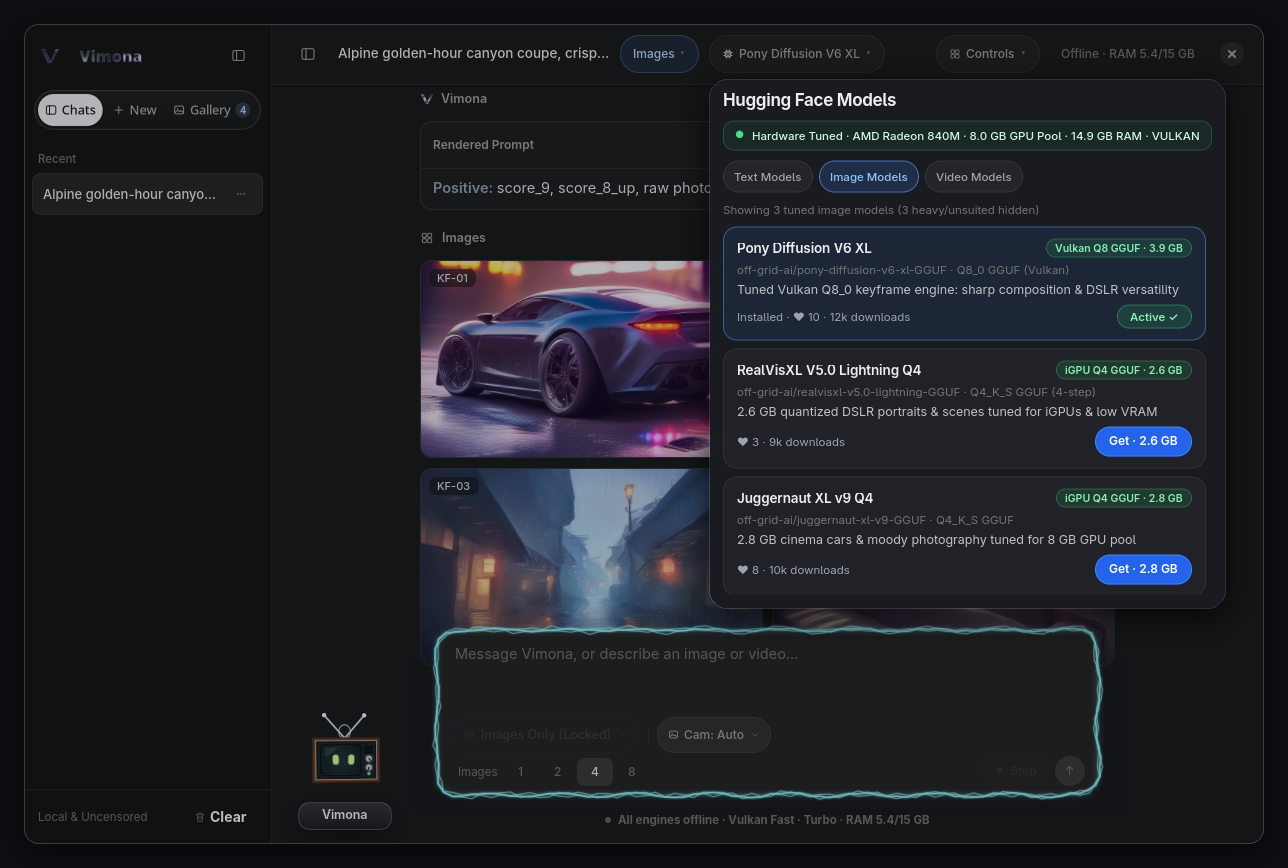 Vimona
Alpine golden-hour canyon coupe, crisp...
Images
Pony Diffusion V6 XL
Controls
Offline · RAM 5.4/15 GB
Chats
New
Gallery 4
Recent
Alpine golden-hour canyo...
Local & Uncensored
Clear
Vimona
Rendered Prompt
Positive: score_9, score_8_up, raw photo
Images
KF-01
KF-03
Hugging Face Models
Hardware Tuned · AMD Radeon 840M · 8.0 GB GPU Pool · 14.9 GB RAM · VULKAN
Text Models
Image Models
Video Models
Showing 3 tuned image models (3 heavy/unsuited hidden)
Pony Diffusion V6 XL
Vulkan Q8 GGUF · 3.9 GB
off-grid-ai/pony-diffusion-v6-xl-GGUF · Q8_0 GGUF (Vulkan)
Tuned Vulkan Q8_0 keyframe engine: sharp composition & DSLR versatility
Installed · ♥ 10 · 12k downloads
Active ✓
RealVisXL V5.0 Lightning Q4
iGPU Q4 GGUF · 2.6 GB
off-grid-ai/realvisxl-v5.0-lightning-GGUF · Q4_K_S GGUF (4-step)
2.6 GB quantized DSLR portraits & scenes tuned for iGPUs & low VRAM
♥ 3 · 9k downloads
Get · 2.6 GB
Juggernaut XL v9 Q4
iGPU Q4 GGUF · 2.8 GB
off-grid-ai/juggernaut-xl-v9-GGUF · Q4_K_S GGUF
2.8 GB cinema cars & moody photography tuned for 8 GB GPU pool
♥ 8 · 10k downloads
Get · 2.8 GB
Message Vimona, or describe an image or video...
Images Only (Locked)
Cam: Auto
Images 1 2 4 8
Stop
Vimona
All engines offline · Vulkan Fast · Turbo · RAM 5.4/15 GB